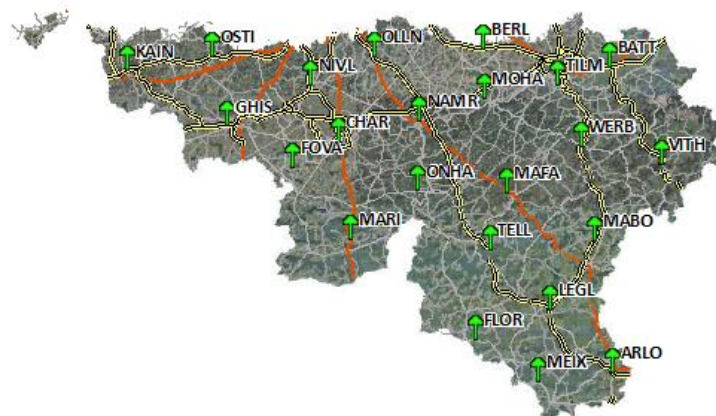 BERL
OSTI
OLLN
KAIN
BATT
NIVL
TILM
MOHA
GHIS
NAMR
CHAR
WERB
FOVA
VITH
ONHA
MAFA
MARI
MABO
TELL
LEGL
FLOR
ARLO
MEIX